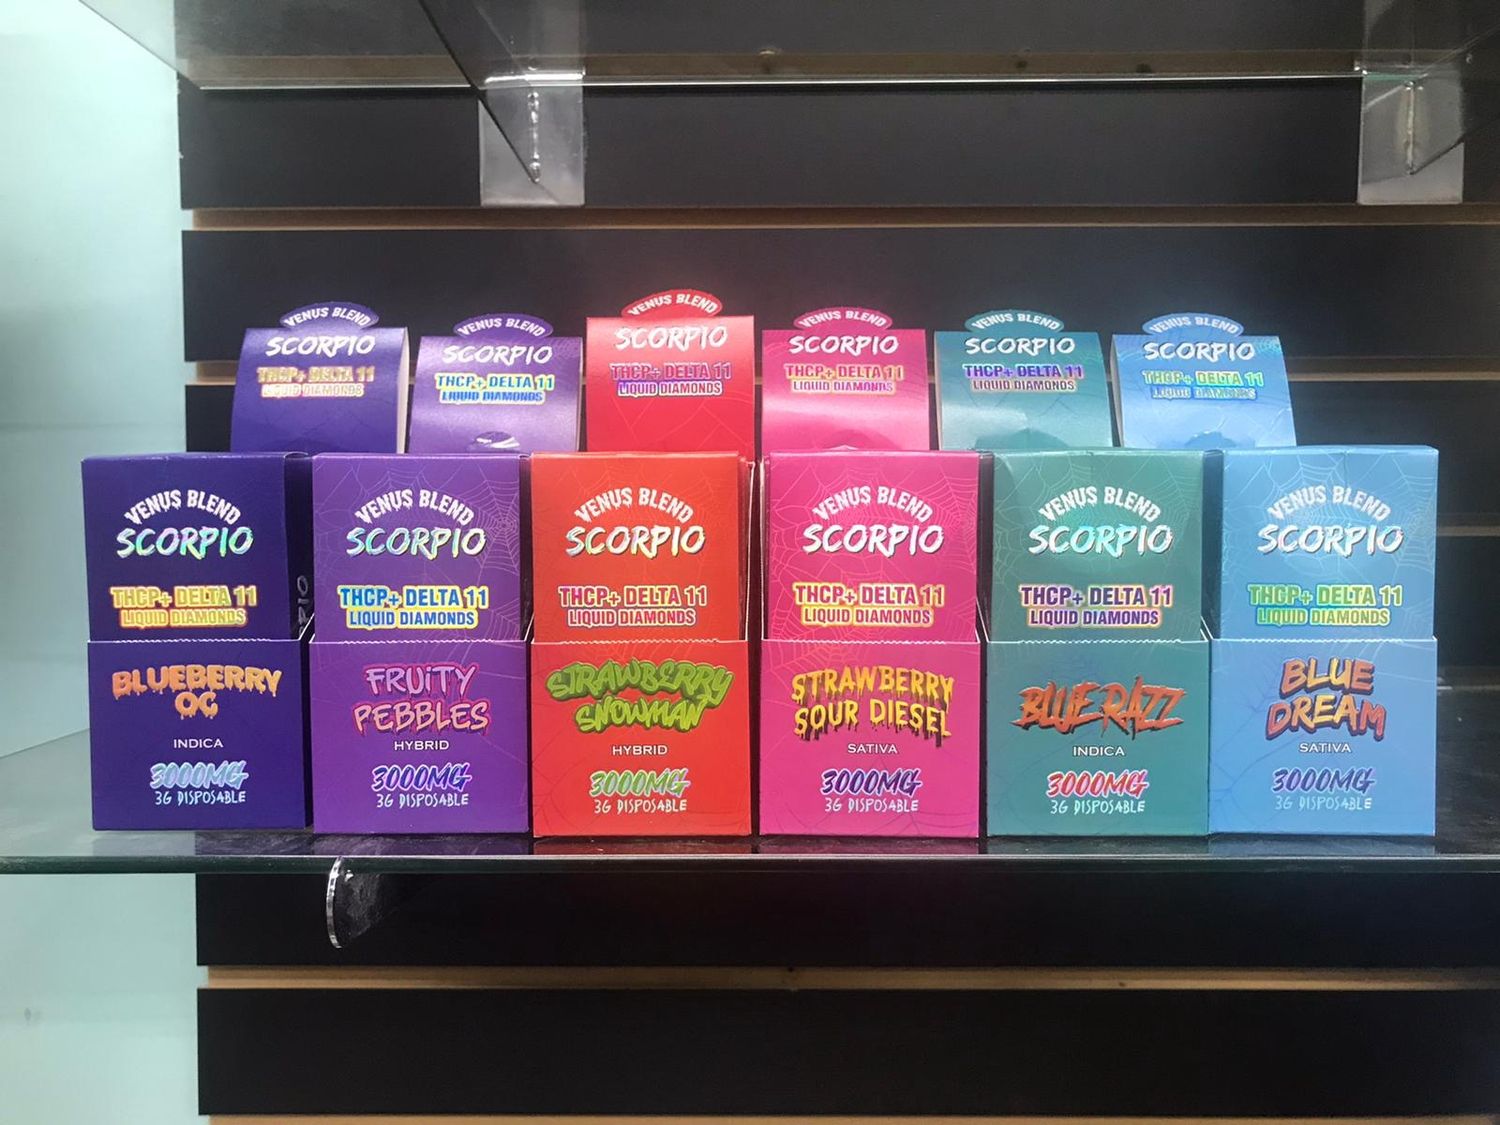 VENUS BLEND
SCORPIO
THCP+ DELTA 11
LIQUID DIAMONDS
VENUS BLEND
SCORPIO
THCP+ DELTA 11
LIQUID DIAMONDS
VENUS BLEND
SCORPIO
THCP+ DELTA 11
LIQUID DIAMONDS
VENUS BLEND
SCORPIO
THCP+ DELTA 11
LIQUID DIAMONDS
VENUS BLEND
SCORPIO
THCP+ DELTA 11
LIQUID DIAMONDS
VENUS BLEND
SCORPIO
THCP+ DELTA 11
LIQUID DIAMONDS
VENUS BLEND
SCORPIO
THCP+ DELTA 11
LIQUID DIAMONDS
BLUEBERRY
OG
INDICA
3000MG
3G DISPOSABLE
VENUS BLEND
SCORPIO
THCP+ DELTA 11
LIQUID DIAMONDS
FRUITY
PEBBLES
HYBRID
3000MG
3G DISPOSABLE
VENUS BLEND
SCORPIO
THCP+ DELTA 11
LIQUID DIAMONDS
STRAWBERRY
SNOWMAN
HYBRID
3000MG
3G DISPOSABLE
VENUS BLEND
SCORPIO
THCP+ DELTA 11
LIQUID DIAMONDS
STRAWBERRY
SOUR DIESEL
SATIVA
3000MG
3G DISPOSABLE
VENUS BLEND
SCORPIO
THCP+ DELTA 11
LIQUID DIAMONDS
BLUE RAZZ
INDICA
3000MG
3G DISPOSABLE
VENUS BLEND
SCORPIO
THCP+ DELTA 11
LIQUID DIAMONDS
BLUE
DREAM
SATIVA
3000MG
3G DISPOSABLE